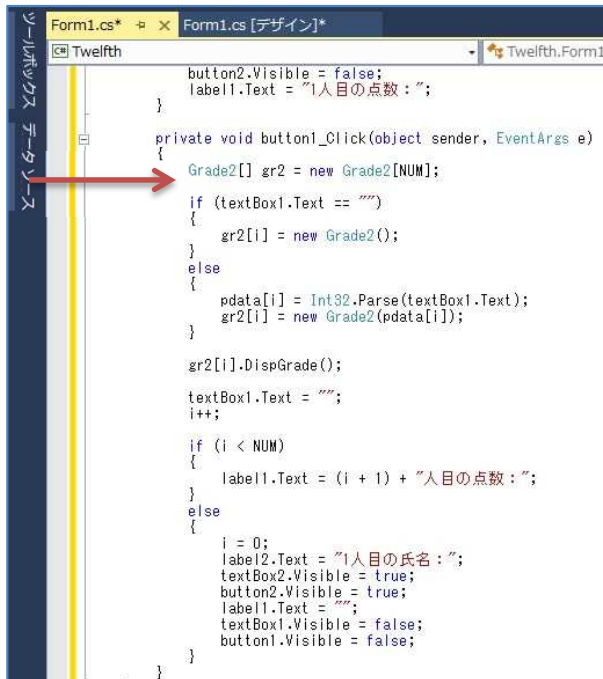 ツールボックス データ ソース
Form1.cs* Form1.cs [デザイン]*
C# Twelfth Twelfth.Form1
button2.Visible = false;
label1.Text = "1人目の点数：";
}
private void button1_Click(object sender, EventArgs e)
{
Grade2[] gr2 = new Grade2[NUM];
if (textBox1.Text == "")
{
gr2[i] = new Grade2();
}
else
{
pdata[i] = Int32.Parse(textBox1.Text);
gr2[i] = new Grade2(pdata[i]);
}
gr2[i].DispGrade();
textBox1.Text = "";
i++;
if (i < NUM)
{
label1.Text = (i + 1) + "人目の点数：";
}
else
{
i = 0;
label2.Text = "1人目の氏名：";
textBox2.Visible = true;
button2.Visible = true;
label1.Text = "";
textBox1.Visible = false;
button1.Visible = false;
}
}